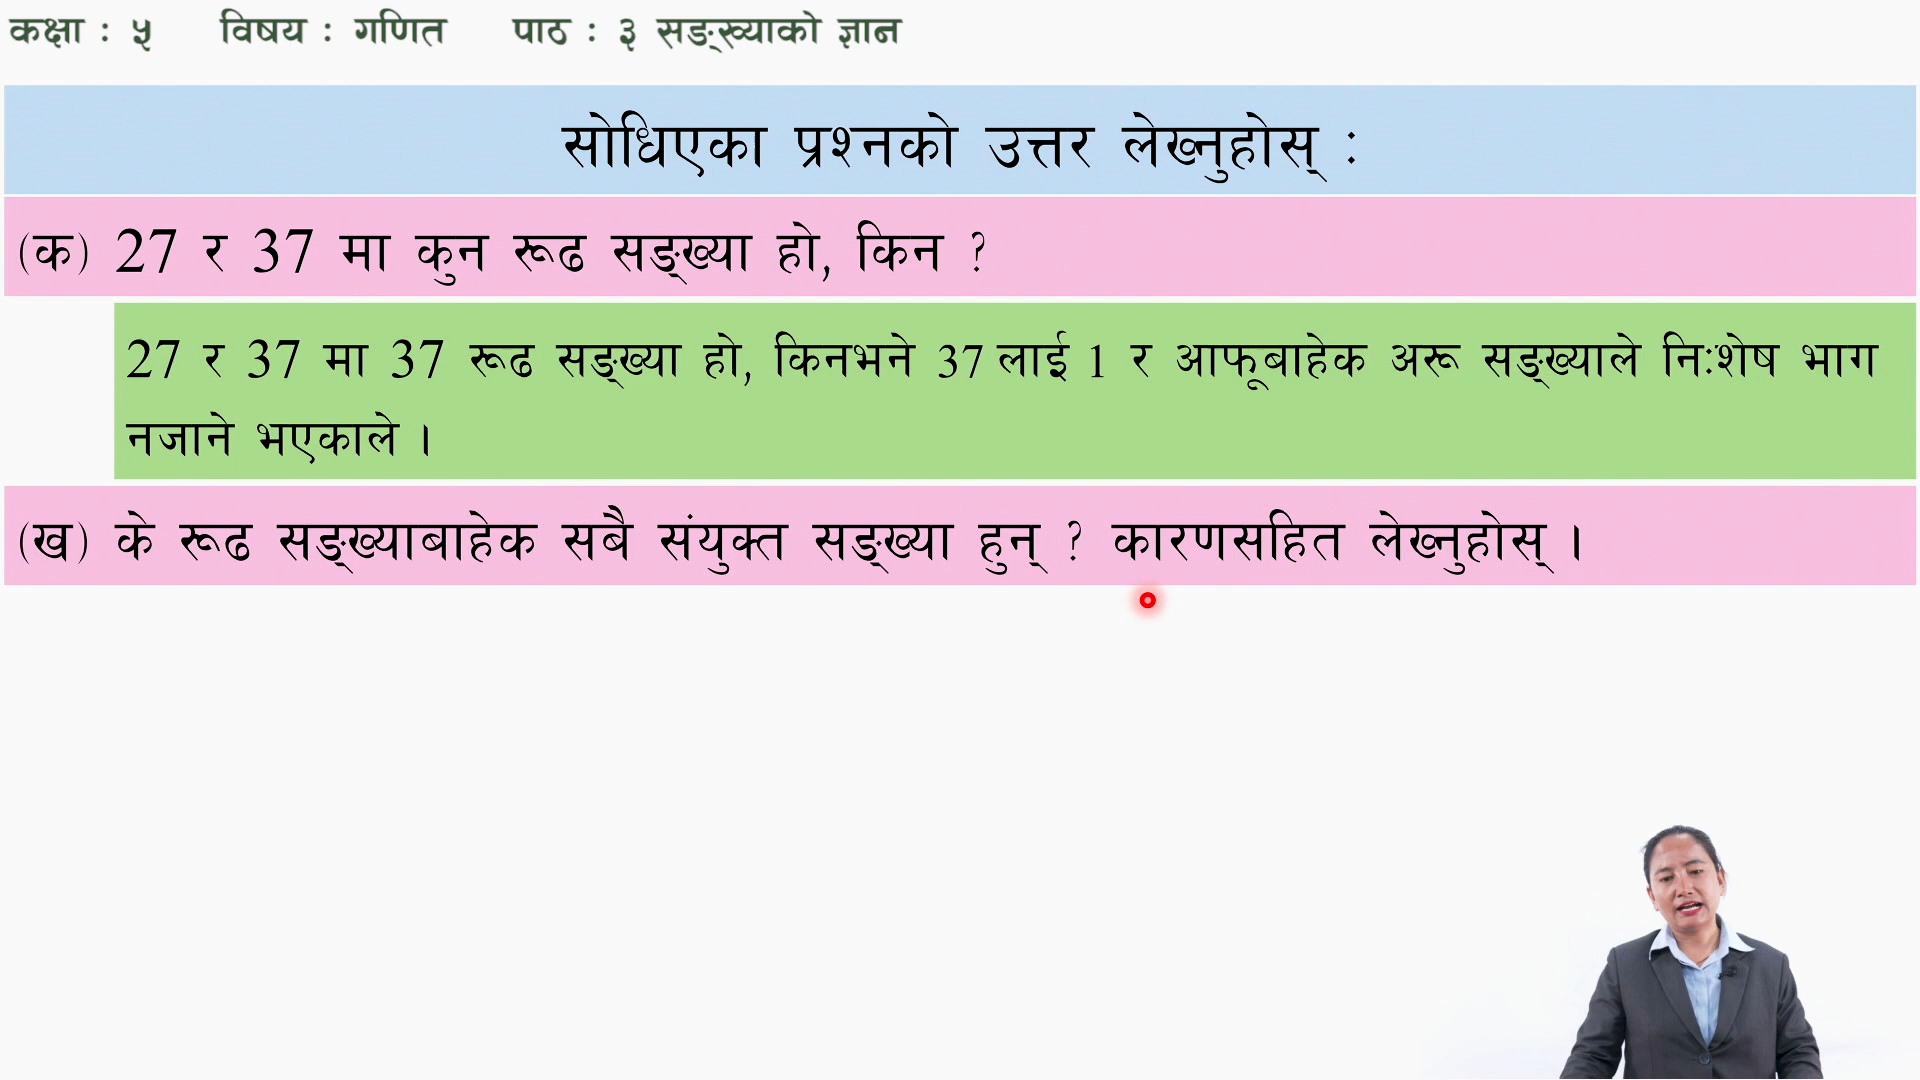 कक्षा : ५ विषय : गणित पाठ : ३ सङ्ख्याको ज्ञान
सोधिएका प्रश्नको उत्तर लेख्नुहोस् :
(क) 27 र 37 मा कुन रूढ सङ्ख्या हो, किन ?
27 र 37 मा 37 रूढ सङ्ख्या हो, किनभने 37 लाई 1 र आफूबाहेक अरू सङ्ख्याले निःशेष भाग
नजाने भएकाले ।
(ख) के रूढ सङ्ख्याबाहेक सबै संयुक्त सङ्ख्या हुन् ? कारणसहित लेख्नुहोस् ।